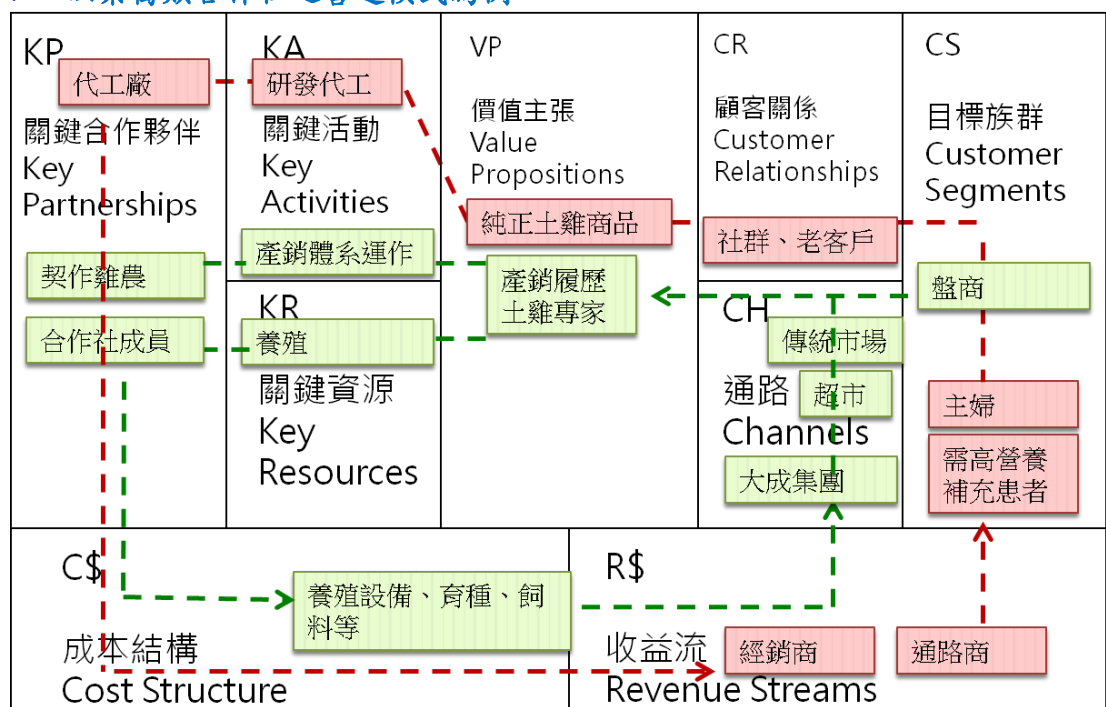 KP
代工廠
關鍵合作夥伴
Key
Partnerships
契作雞農
合作社成員
KA
研發代工
關鍵活動
Key
Activities
產銷體系運作
KR
養殖
關鍵資源
Key
Resources
VP
價值主張
Value
Propositions
純正土雞商品
產銷履歷
土雞專家
CR
顧客關係
Customer
Relationships
社群、老客戶
CH
傳統市場
通路
超市
Channels
大成集團
CS
目標族群
Customer
Segments
盤商
主婦
需高營養
補充患者
C$
養殖設備、育種、飼
料等
成本結構
Cost Structure
R$
收益流
經銷商
通路商
Revenue Streams